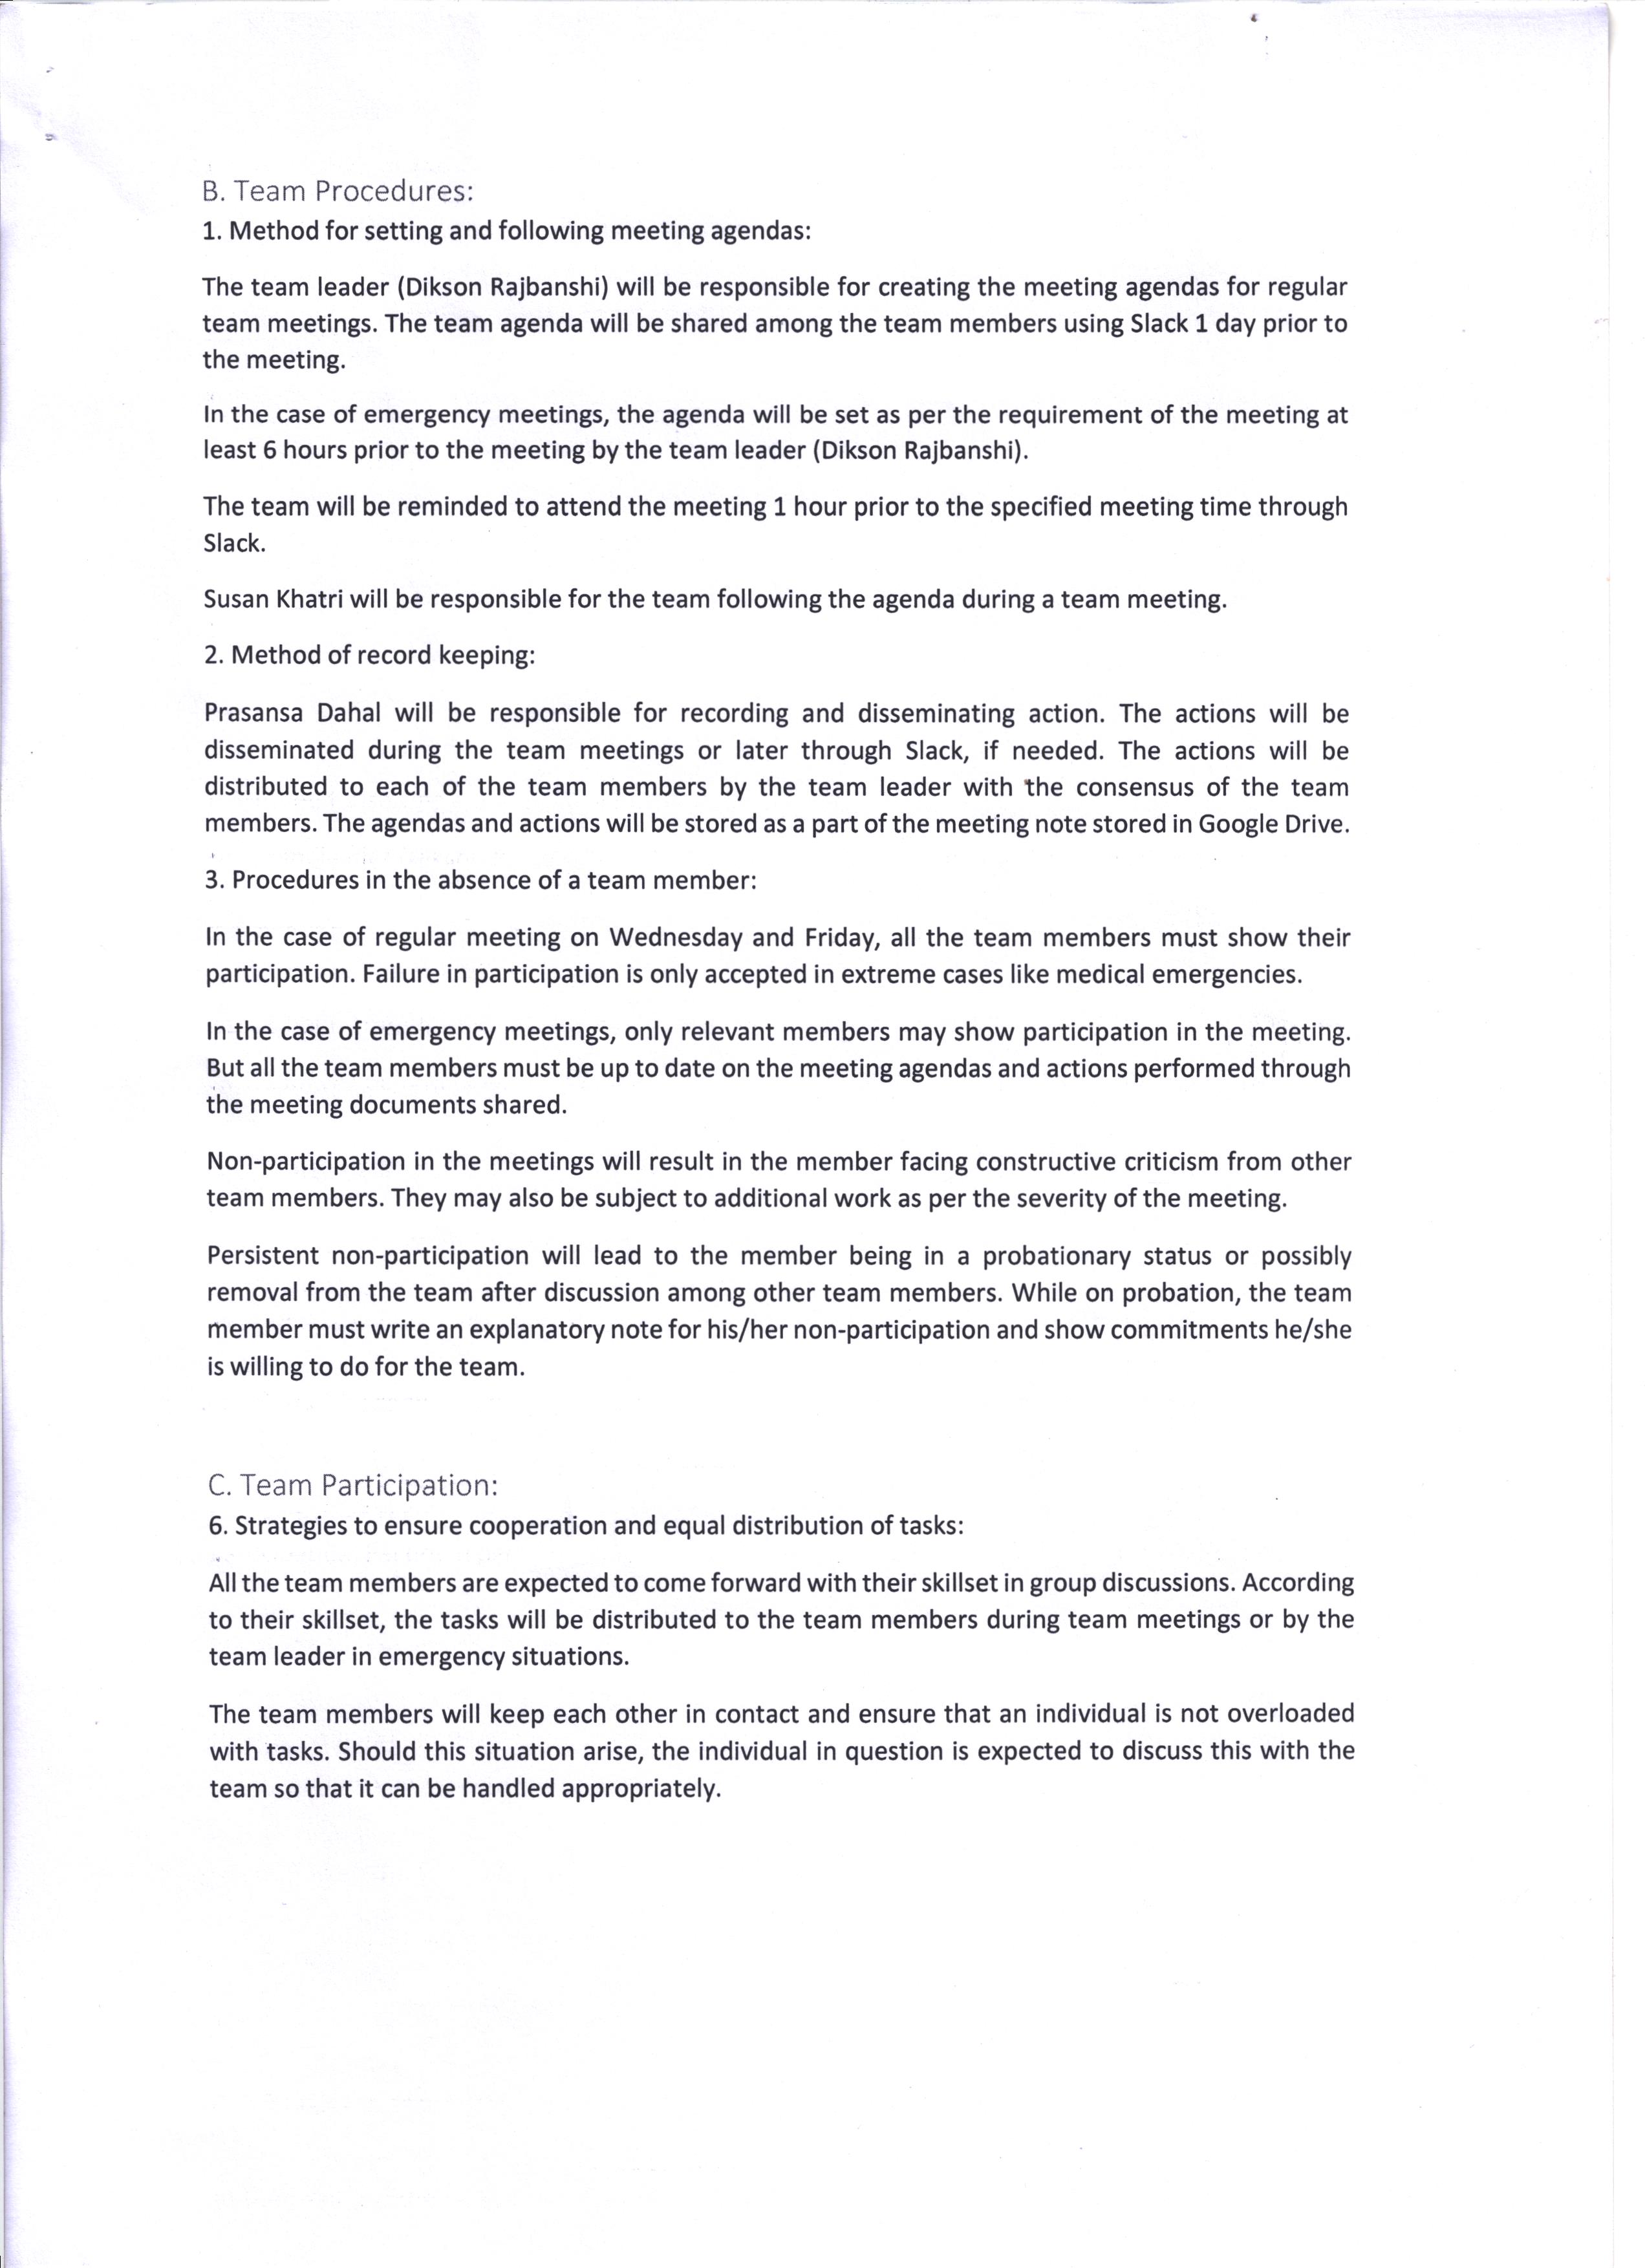 B. Team Procedures:
1. Method for setting and following meeting agendas:
The team leader (Dikson Rajbanshi) will be responsible for creating the meeting agendas for regular
team meetings. The team agenda will be shared among the team members using Slack 1 day prior to
the meeting.
In the case of emergency meetings, the agenda will be set as per the requirement of the meeting at
least 6 hours prior to the meeting by the team leader (Dikson Rajbanshi).
The team will be reminded to attend the meeting 1 hour prior to the specified meeting time through
Slack.
Susan Khatri will be responsible for the team following the agenda during a team meeting.
2. Method of record keeping:
Prasansa Dahal will be responsible for recording and disseminating action. The actions will be
disseminated during the team meetings or later through Slack, if needed. The actions will be
distributed to each of the team members by the team leader with the consensus of the team
members. The agendas and actions will be stored as a part of the meeting note stored in Google Drive.
3. Procedures in the absence of a team member:
In the case of regular meeting on Wednesday and Friday, all the team members must show their
participation. Failure in participation is only accepted in extreme cases like medical emergencies.
In the case of emergency meetings, only relevant members may show participation in the meeting.
But all the team members must be up to date on the meeting agendas and actions performed through
the meeting documents shared.
Non-participation in the meetings will result in the member facing constructive criticism from other
team members. They may also be subject to additional work as per the severity of the meeting.
Persistent non-participation will lead to the member being in a probationary status or possibly
removal from the team after discussion among other team members. While on probation, the team
member must write an explanatory note for his/her non-participation and show commitments he/she
is willing to do for the team.
C. Team Participation:
6. Strategies to ensure cooperation and equal distribution of tasks:
All the team members are expected to come forward with their skillset in group discussions. According
to their skillset, the tasks will be distributed to the team members during team meetings or by the
team leader in emergency situations.
The team members will keep each other in contact and ensure that an individual is not overloaded
with tasks. Should this situation arise, the individual in question is expected to discuss this with the
team so that it can be handled appropriately.